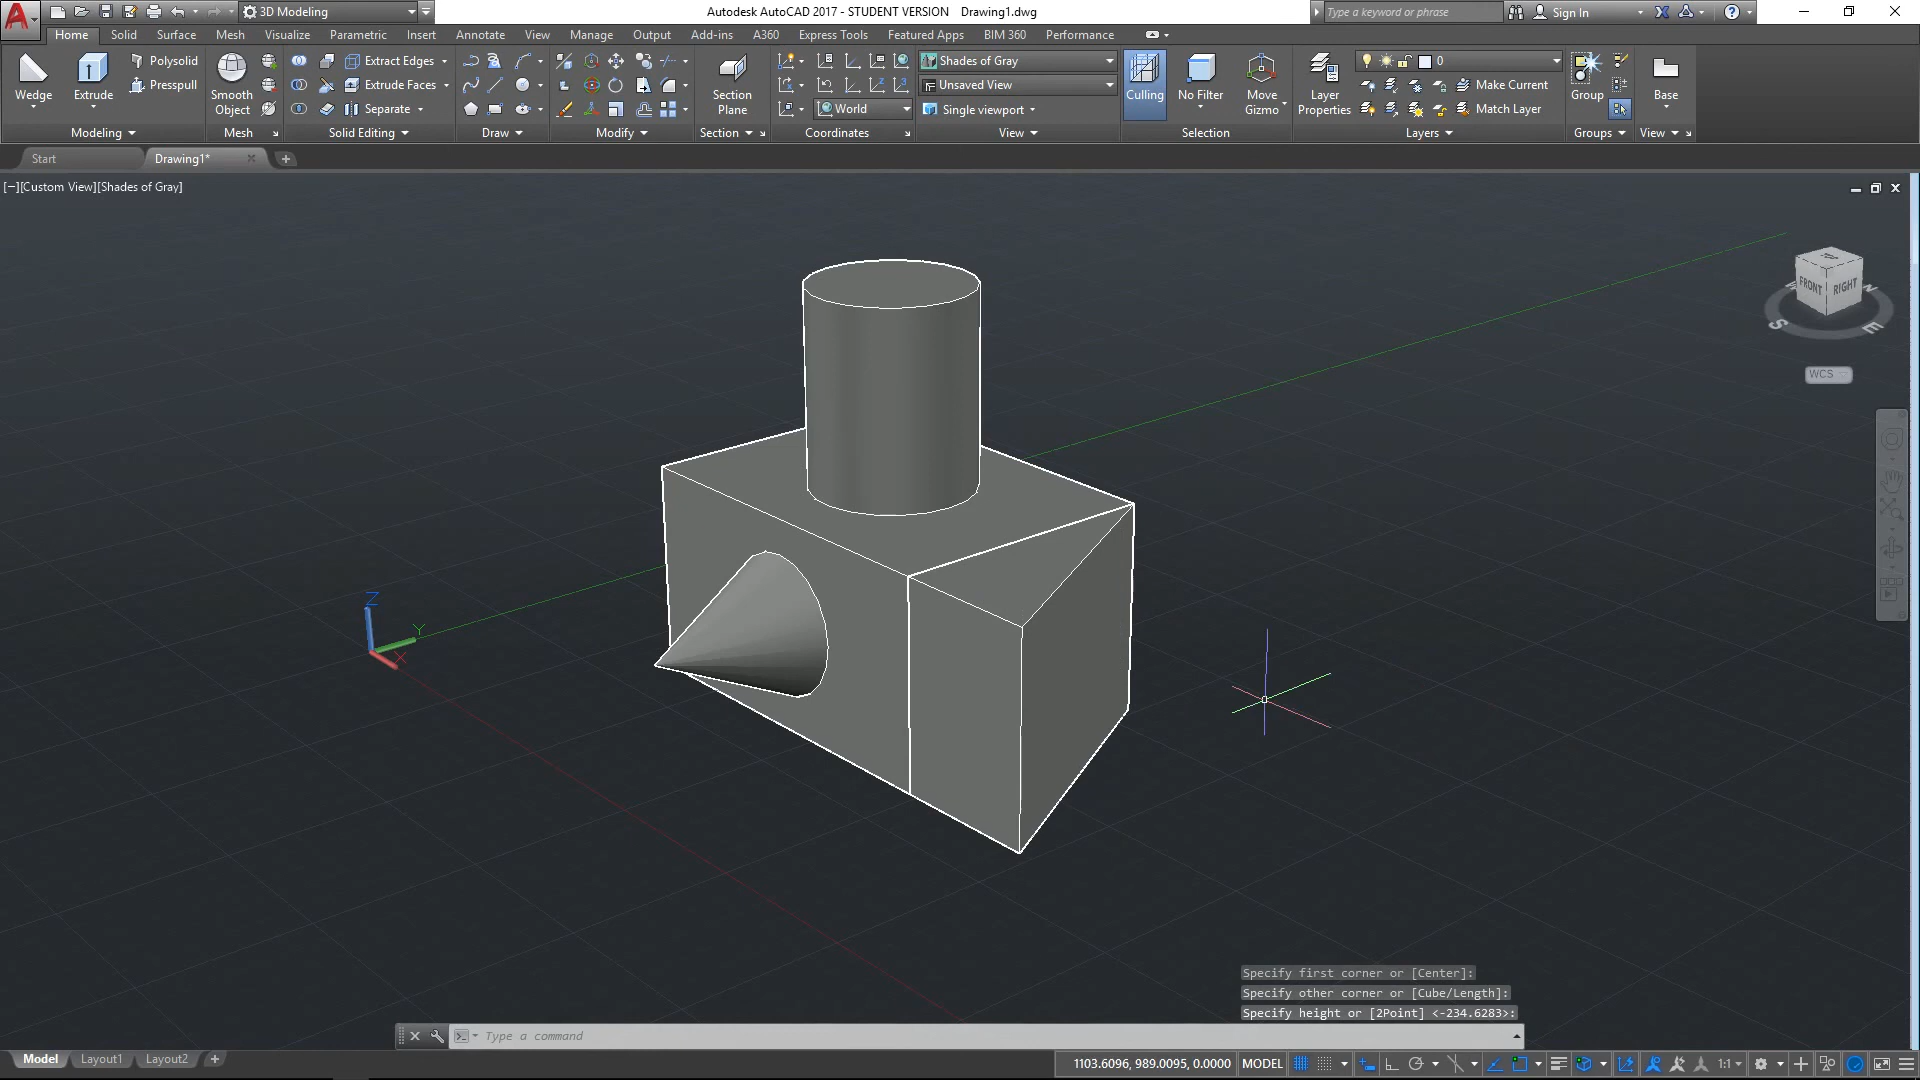 3D Modeling
Autodesk AutoCAD 2017 - STUDENT VERSION Drawing1.dwg
Type a keyword or phrase
Sign In
Home Solid Surface Mesh Visualize Parametric Insert Annotate View Manage Output Add-ins A360 Express Tools Featured Apps BIM 360 Performance
Wedge
Extrude
Polysolid
Presspull
Modeling
Smooth Object
Mesh
Extract Edges
Extrude Faces
Separate
Solid Editing
Draw
Modify
Section Plane
Section
World
Coordinates
Shades of Gray
Unsaved View
Single viewport
View
Culling
No Filter
Move Gizmo
Selection
Layer Properties
0
Make Current
Match Layer
Layers
Group
Groups
Base
View
Start
Drawing1*
[−][Custom View][Shades of Gray]
FRONT RIGHT
S E N
WCS
Z
Y
X
Specify first corner or [Center]:
Specify other corner or [Cube/Length]:
Specify height or [2Point] <-234.6283>:
Type a command
Model Layout1 Layout2
1103.6096, 989.0095, 0.0000 MODEL
1:1